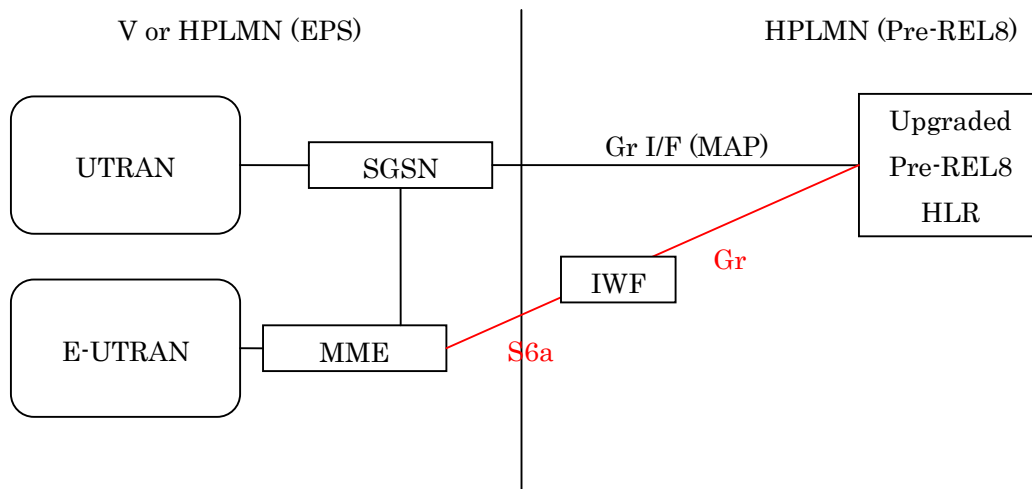 V or HPLMN (EPS)
HPLMN (Pre-REL8)
UTRAN
SGSN
Gr I/F (MAP)
Upgraded
Pre-REL8
HLR
Gr
IWF
E-UTRAN
MME
S6a